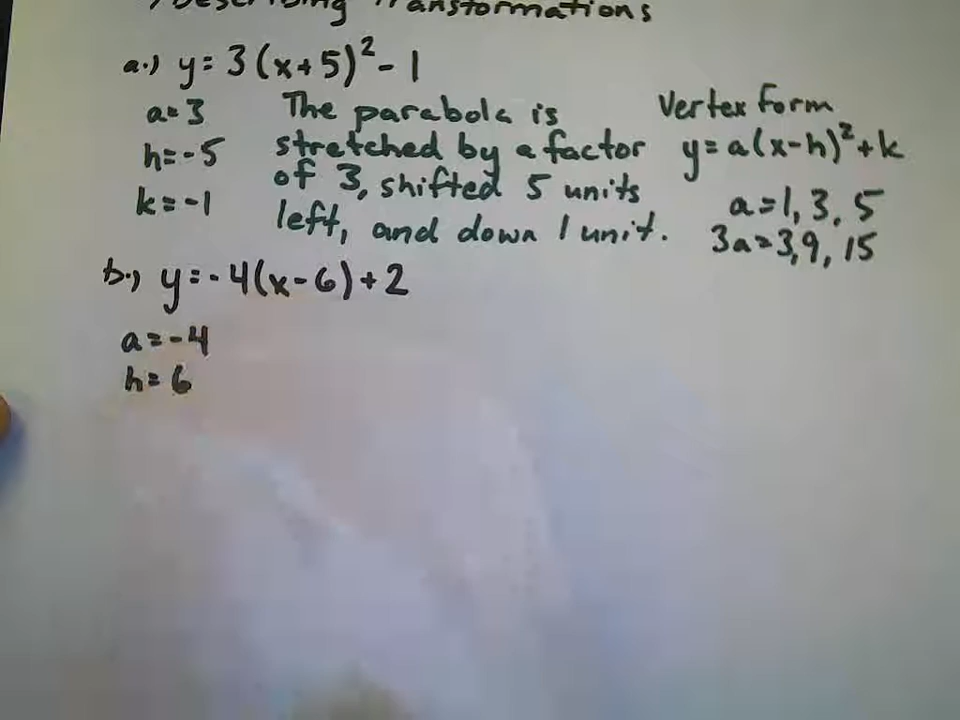 Describing Transformations
a.) y = 3(x+5)² - 1
a=3
h=-5
k=-1
The parabola is
stretched by a factor
of 3, shifted 5 units
left, and down 1 unit.
Vertex form
y=a(x-h)²+k
a=1, 3, 5
3a=3,9, 15
b.) y=-4(x-6)+2
a=-4
h=6